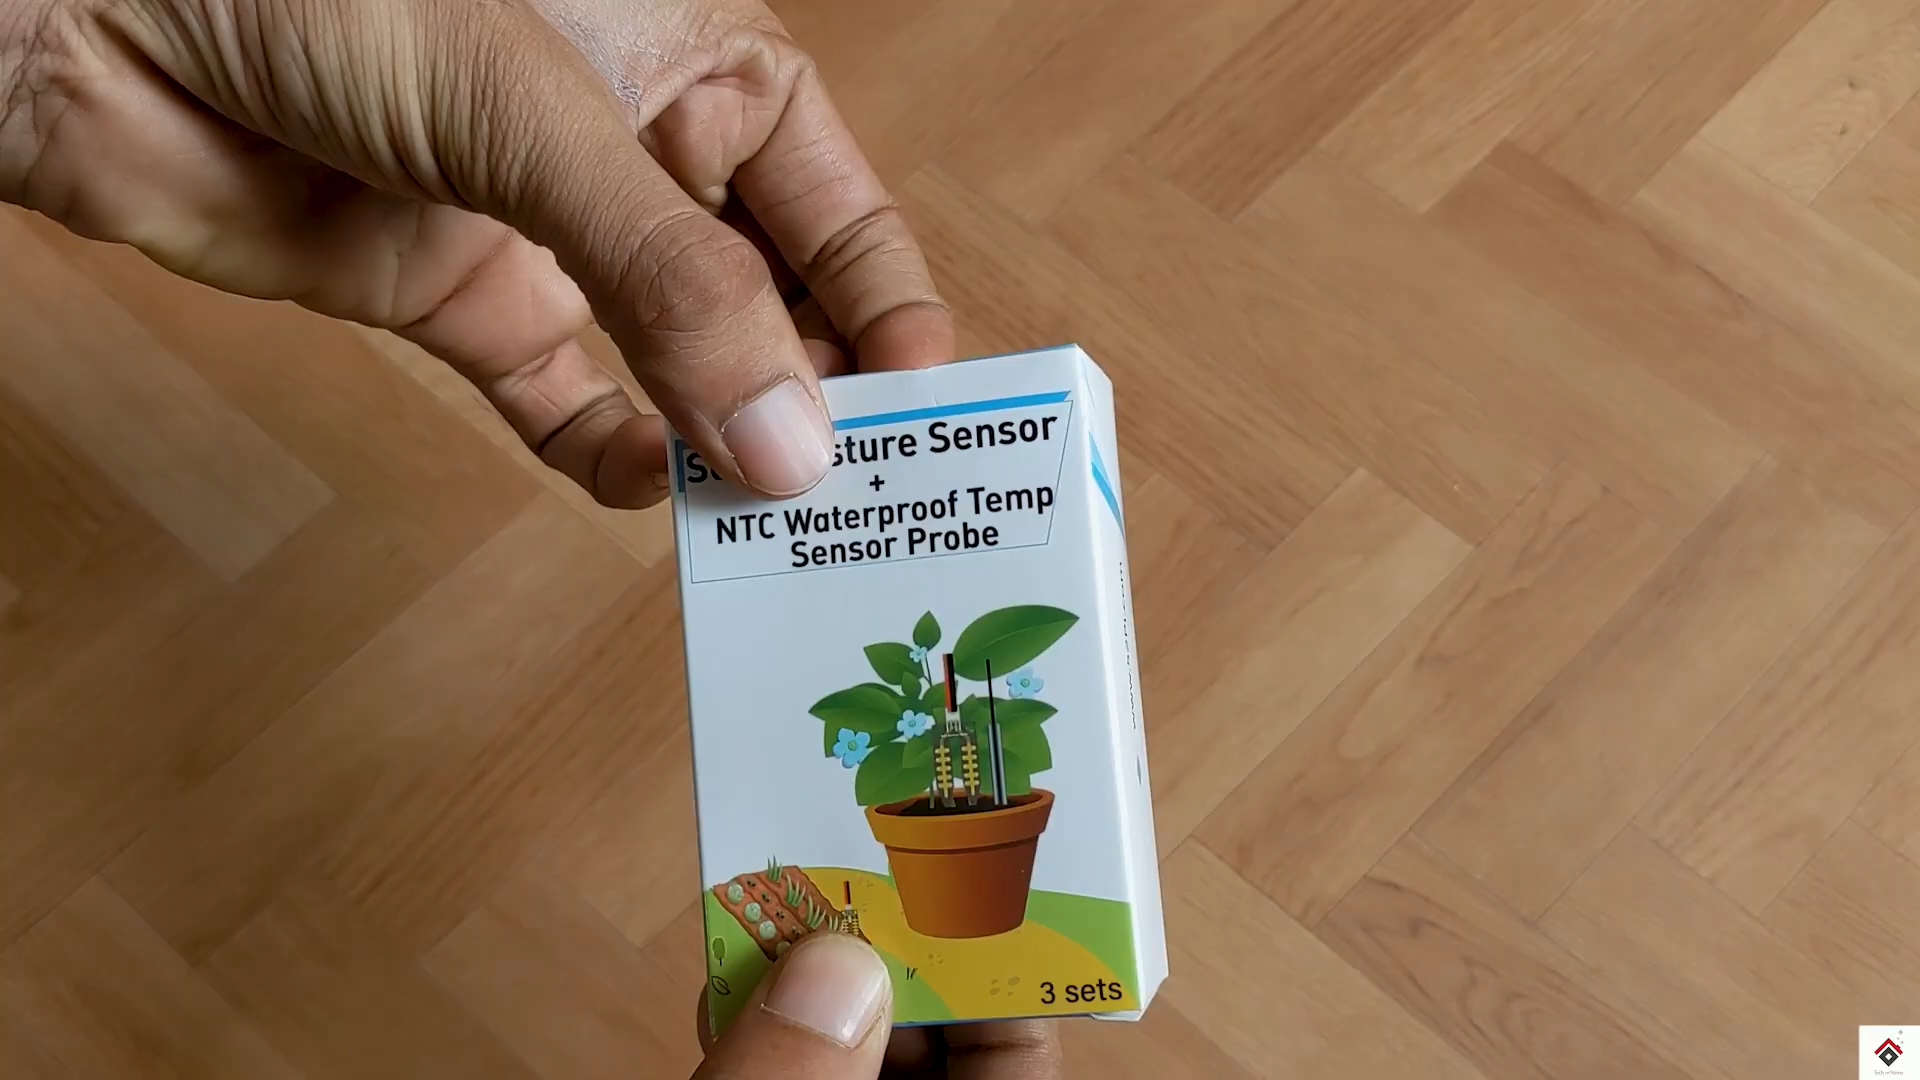 sture Sensor
+
NTC Waterproof Temp
Sensor Probe
3 sets